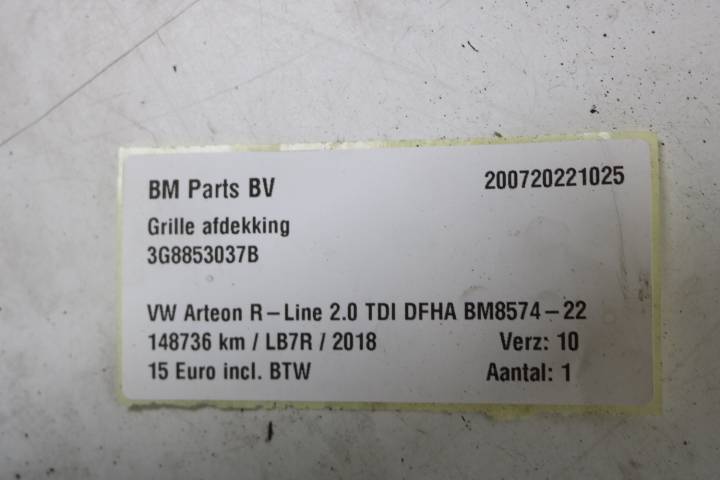 BM Parts BV 200720221025
Grille afdekking
3G8853037B
VW Arteon R-Line 2.0 TDI DFHA BM8574-22
148736 km / LB7R / 2018 Verz: 10
15 Euro incl. BTW Aantal: 1